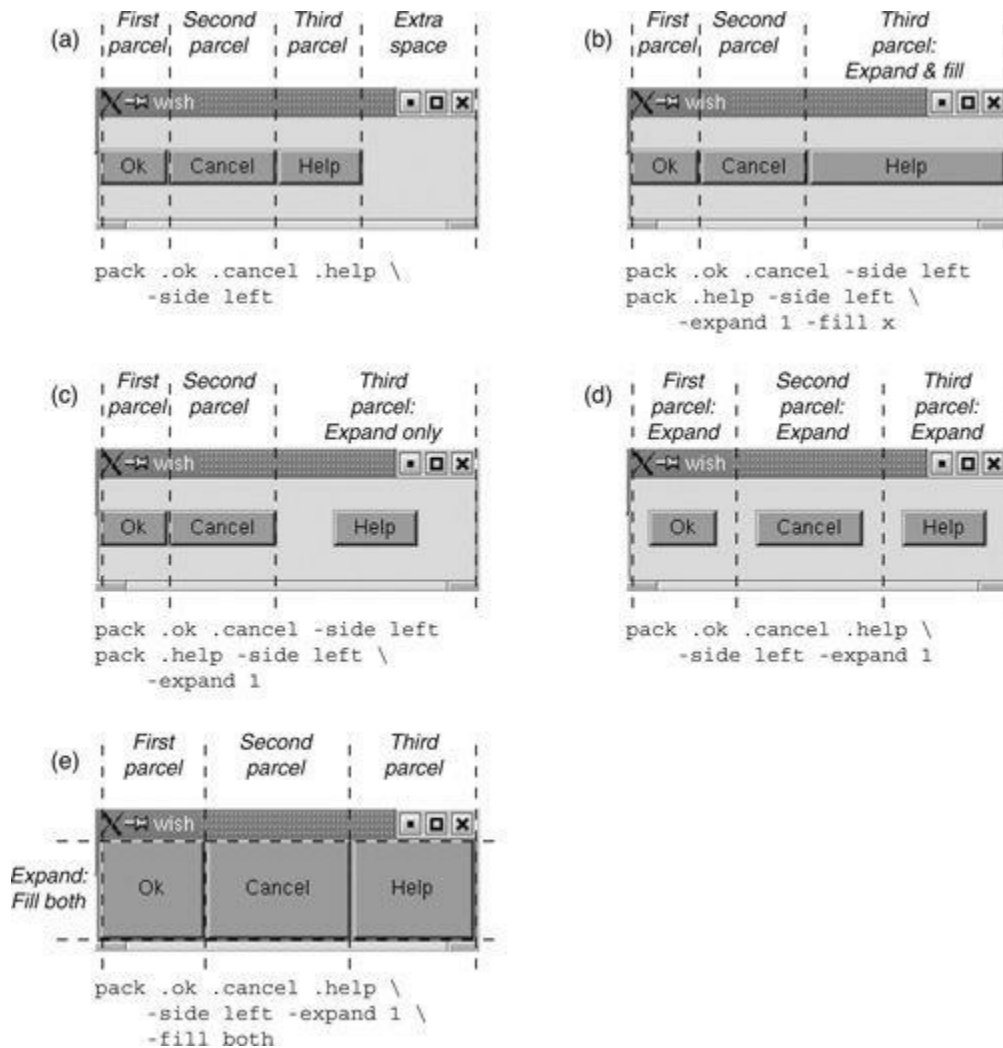 (a)
First parcel
Second parcel
Third parcel
Extra space
wish
Ok
Cancel
Help
pack .ok .cancel .help \
-side left
(b)
First parcel
Second parcel
Third parcel:
Expand & fill
wish
Ok
Cancel
Help
pack .ok .cancel -side left
pack .help -side left \
-expand 1 -fill x
(c)
First parcel
Second parcel
Third parcel:
Expand only
wish
Ok
Cancel
Help
pack .ok .cancel -side left
pack .help -side left \
-expand 1
(d)
First parcel:
Expand
Second parcel:
Expand
Third parcel:
Expand
wish
Ok
Cancel
Help
pack .ok .cancel .help \
-side left -expand 1
(e)
First parcel
Second parcel
Third parcel
wish
Expand:
Fill both
Ok
Cancel
Help
pack .ok .cancel .help \
-side left -expand 1 \
-fill both